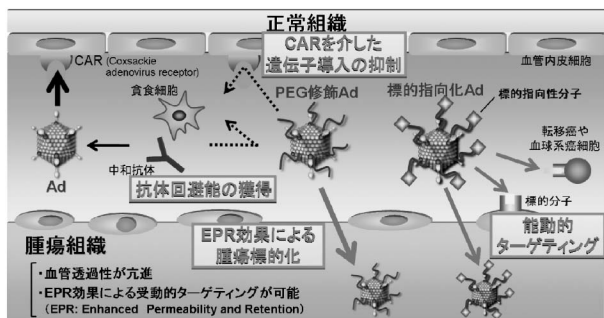 正常組織
CAR (Coxsackie
adenovirus receptor)
CARを介した
遺伝子導入の抑制
血管内皮細胞
貪食細胞
PEG修飾Ad
標的指向化Ad
標的指向性分子
転移癌や
血球系癌細胞
Ad
中和抗体
抗体回避能の獲得
標的分子
能動的
ターゲティング
EPR効果による
腫瘍標的化
腫瘍組織
・血管透過性が亢進
・EPR効果による受動的ターゲティングが可能
(EPR: Enhanced Permeability and Retention)